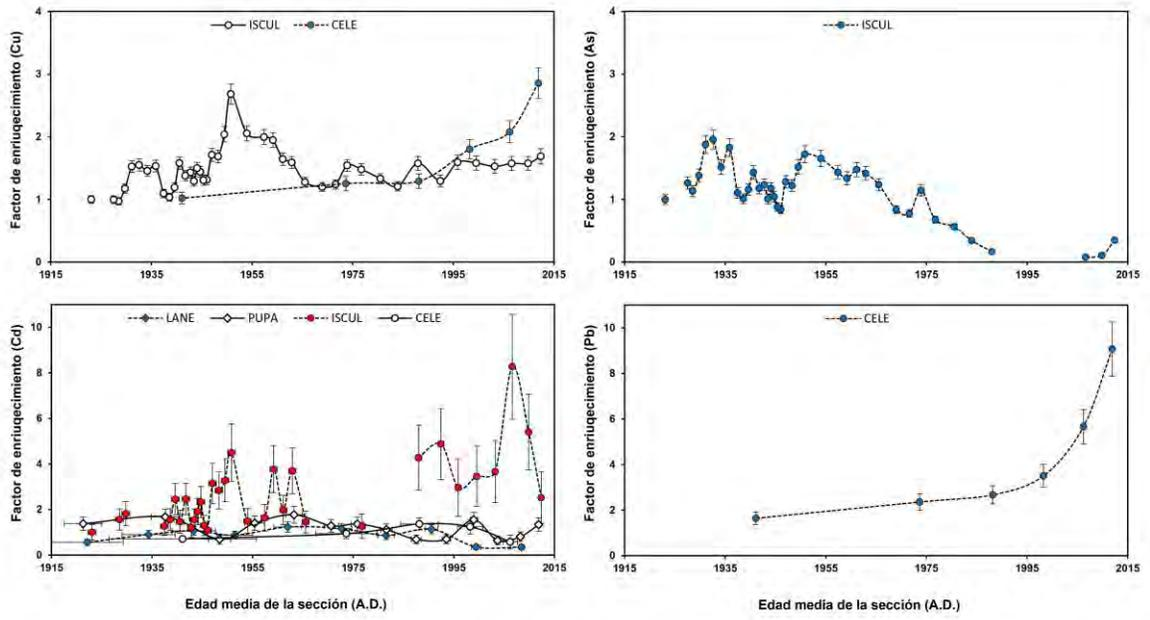 ISCUL CELE
Factor de enriuqecimiento (Cu)
4
3
2
1
0
1915 1935 1955 1975 1995 2015
ISCUL
Factor de enriuqecimiento (As)
4
3
2
1
0
1915 1935 1955 1975 1995 2015
LANE PUPA ISCUL CELE
Factor de enriuqecimiento (Cd)
10
8
6
4
2
0
1915 1935 1955 1975 1995 2015
Edad media de la sección (A.D.)
CELE
Factor de enriuqecimiento (Pb)
10
8
6
4
2
0
1915 1935 1955 1975 1995 2015
Edad media de la sección (A.D.)